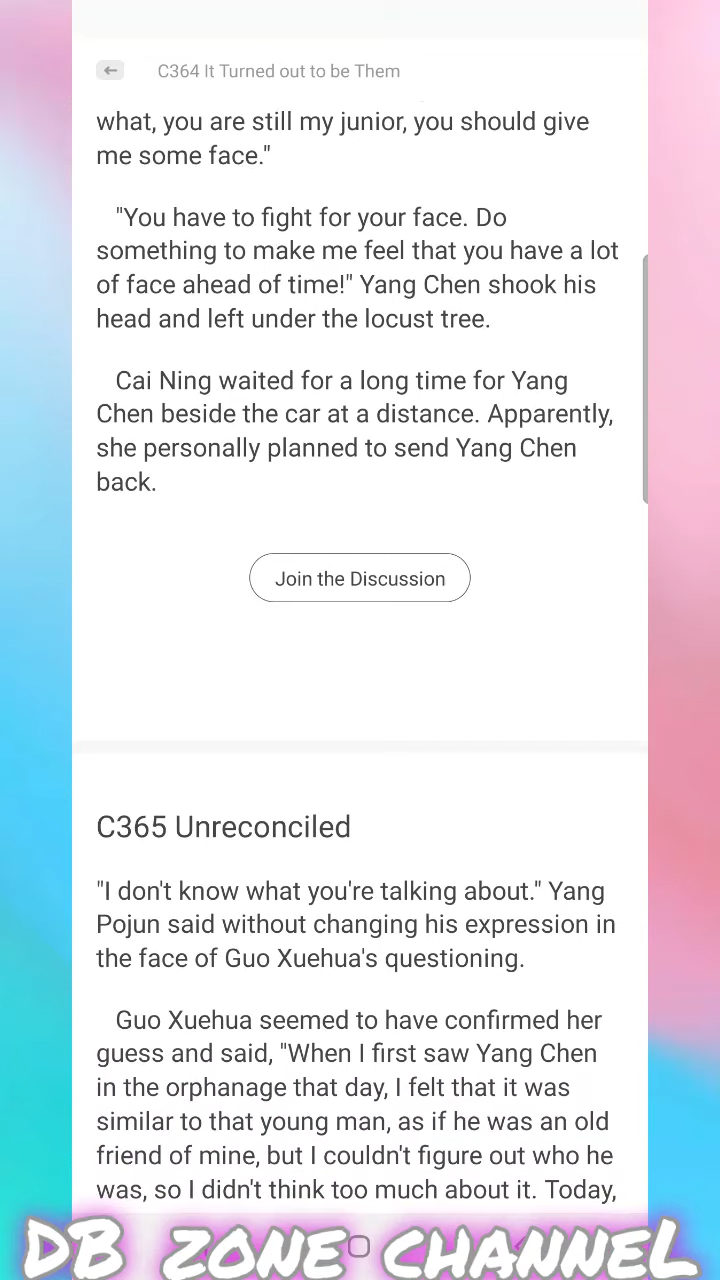 C364 It Turned out to be Them
what, you are still my junior, you should give
me some face."
"You have to fight for your face. Do
something to make me feel that you have a lot
of face ahead of time!" Yang Chen shook his
head and left under the locust tree.
Cai Ning waited for a long time for Yang
Chen beside the car at a distance. Apparently,
she personally planned to send Yang Chen
back.
Join the Discussion
C365 Unreconciled
"I don't know what you're talking about." Yang
Pojun said without changing his expression in
the face of Guo Xuehua's questioning.
Guo Xuehua seemed to have confirmed her
guess and said, "When I first saw Yang Chen
in the orphanage that day, I felt that it was
similar to that young man, as if he was an old
friend of mine, but I couldn't figure out who he
was, so I didn't think too much about it. Today,
DB ZONE CHANNEL